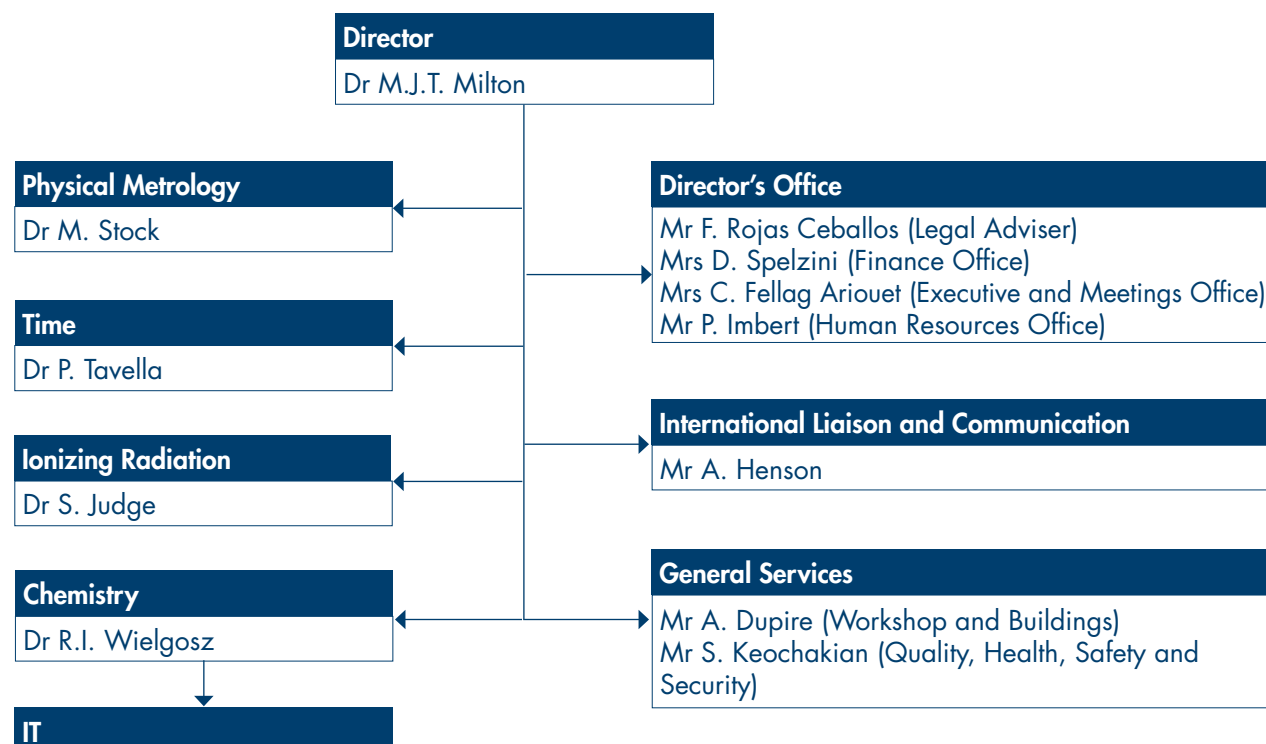 Director
Dr M.J.T. Milton
Physical Metrology
Dr M. Stock
Time
Dr P. Tavella
Ionizing Radiation
Dr S. Judge
Chemistry
Dr R.I. Wielgosz
IT
Director’s Office
Mr F. Rojas Ceballos (Legal Adviser)
Mrs D. Spelzini (Finance Office)
Mrs C. Fellag Ariouet (Executive and Meetings Office)
Mr P. Imbert (Human Resources Office)
International Liaison and Communication
Mr A. Henson
General Services
Mr A. Dupire (Workshop and Buildings)
Mr S. Keochakian (Quality, Health, Safety and
Security)